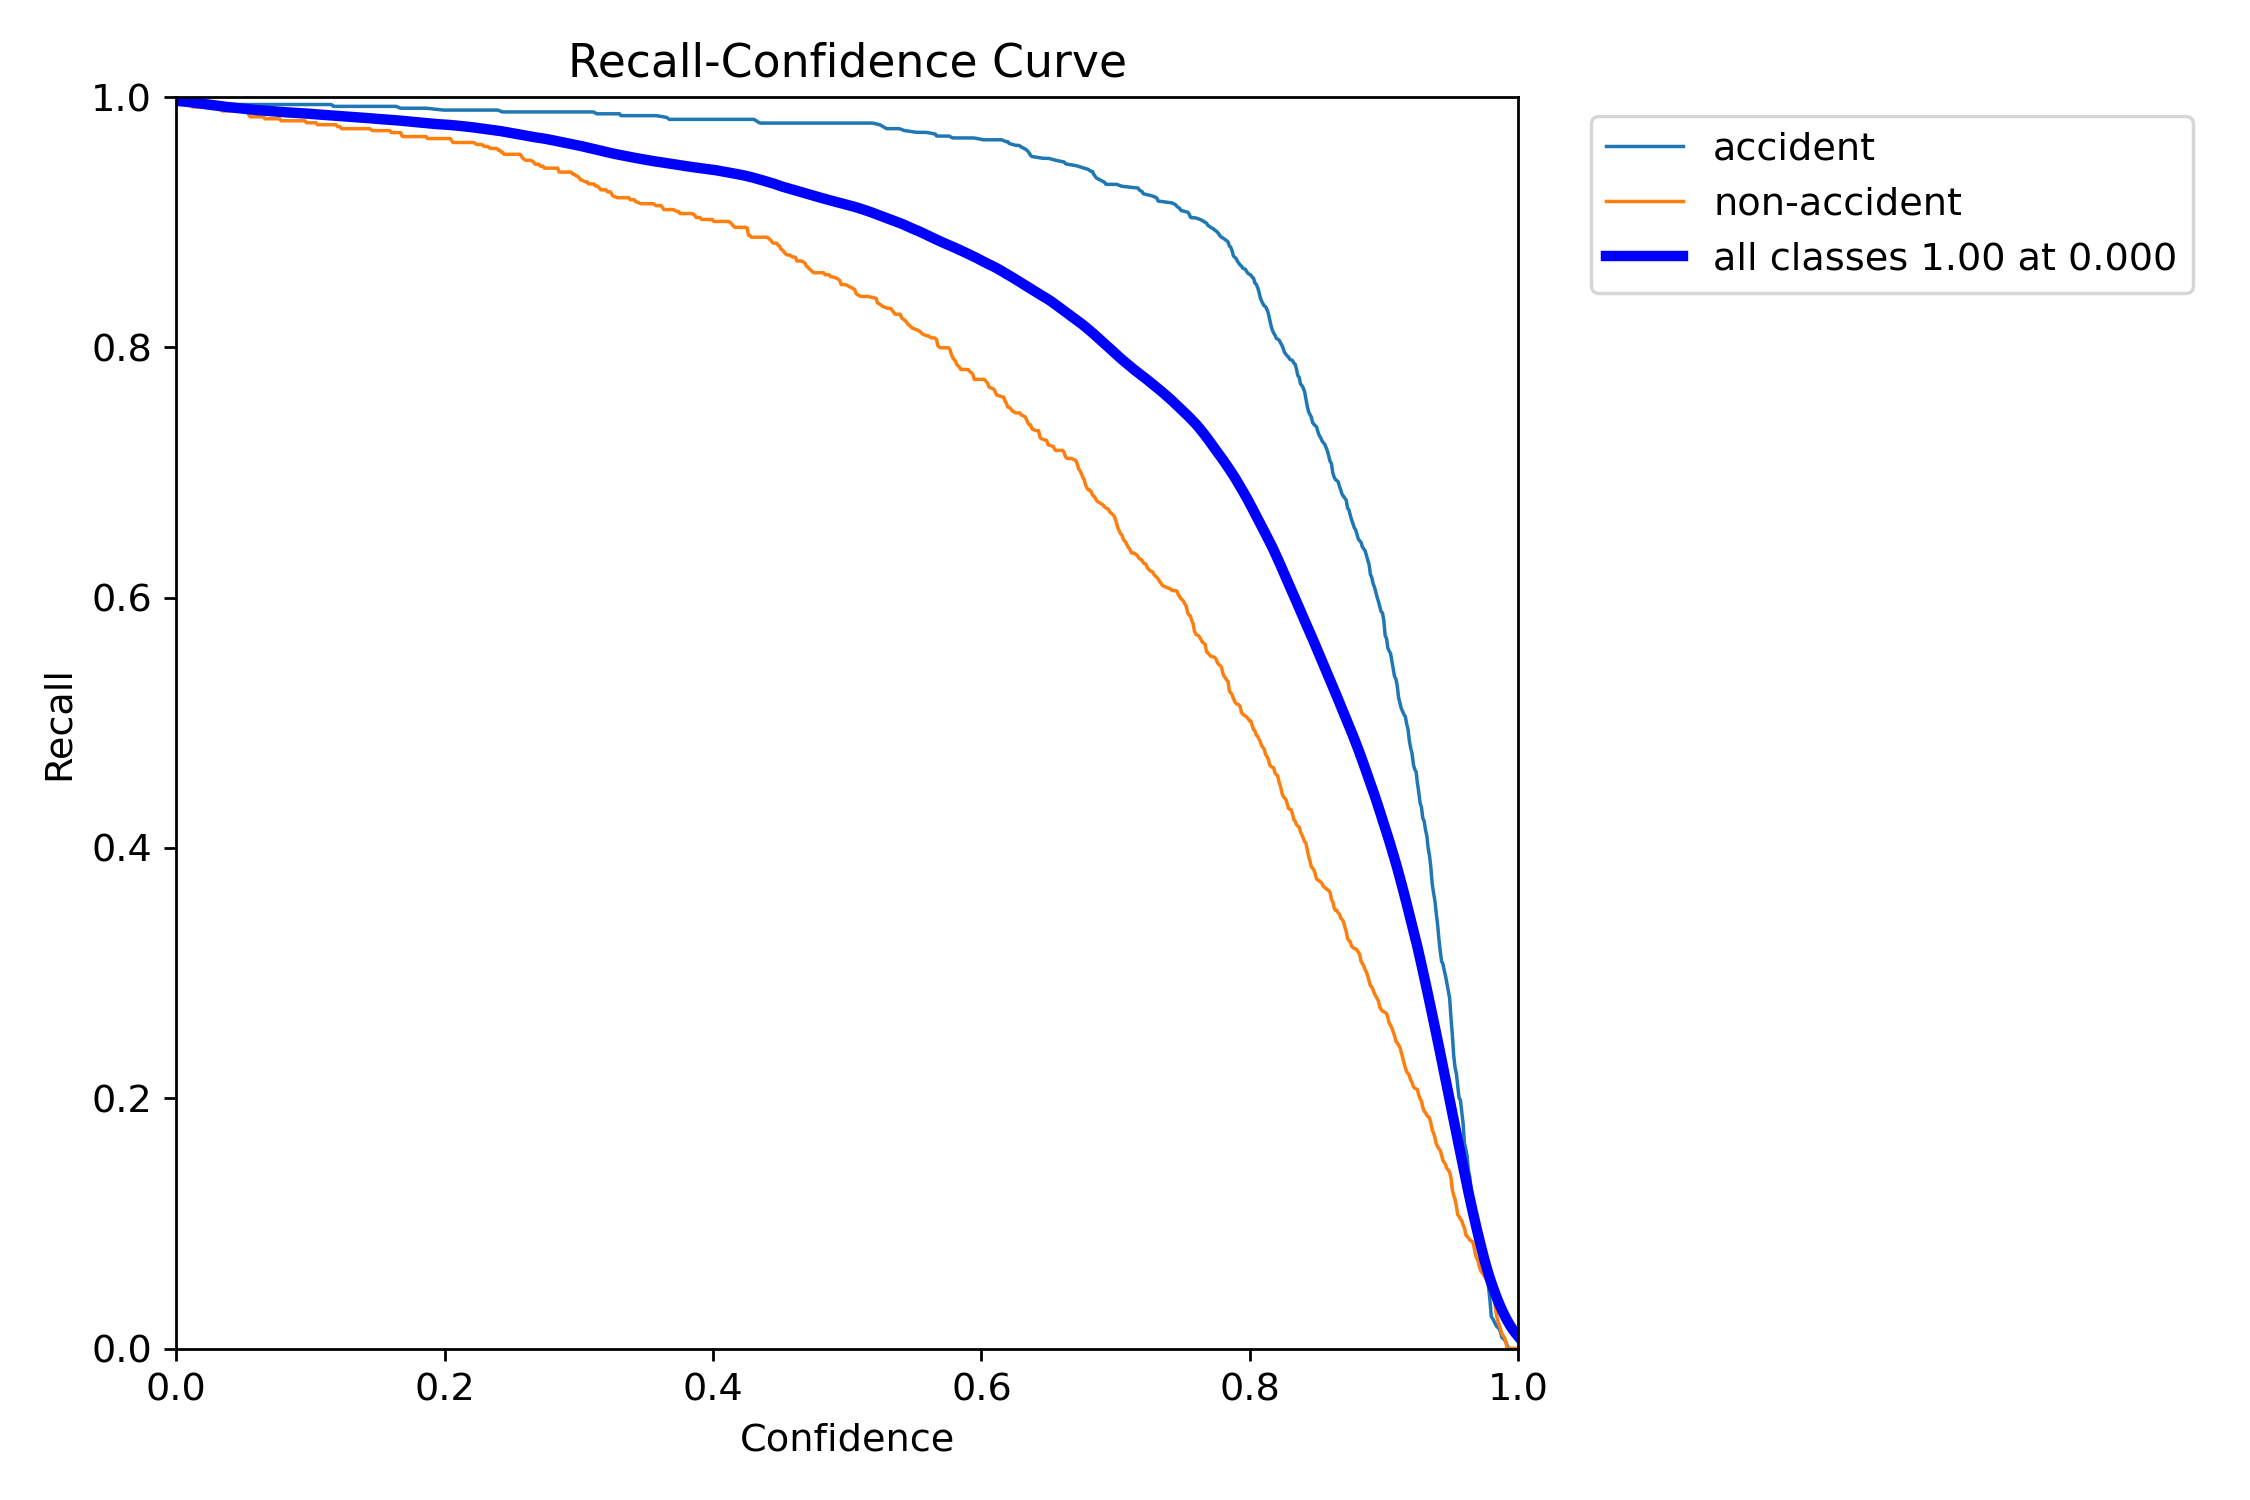 Recall-Confidence Curve
1.0
0.8
0.6
0.4
0.2
0.0
Recall
0.0 0.2 0.4 0.6 0.8 1.0
Confidence
accident
non-accident
all classes 1.00 at 0.000